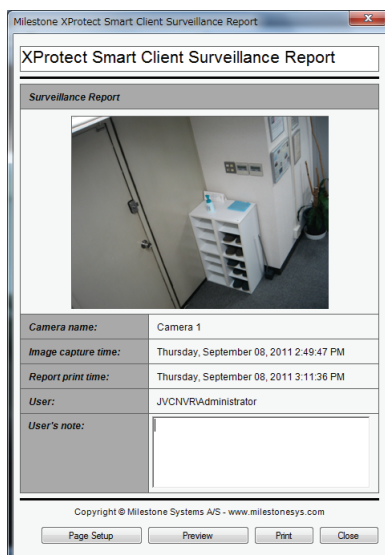 Milestone XProtect Smart Client Surveillance Report
XProtect Smart Client Surveillance Report
Surveillance Report
Camera name: Camera 1
Image capture time: Thursday, September 08, 2011 2:49:47 PM
Report print time: Thursday, September 08, 2011 3:11:36 PM
User: JVCNVR\Administrator
User's note:
Copyright © Milestone Systems A/S - www.milestonesys.com
Page Setup Preview Print Close